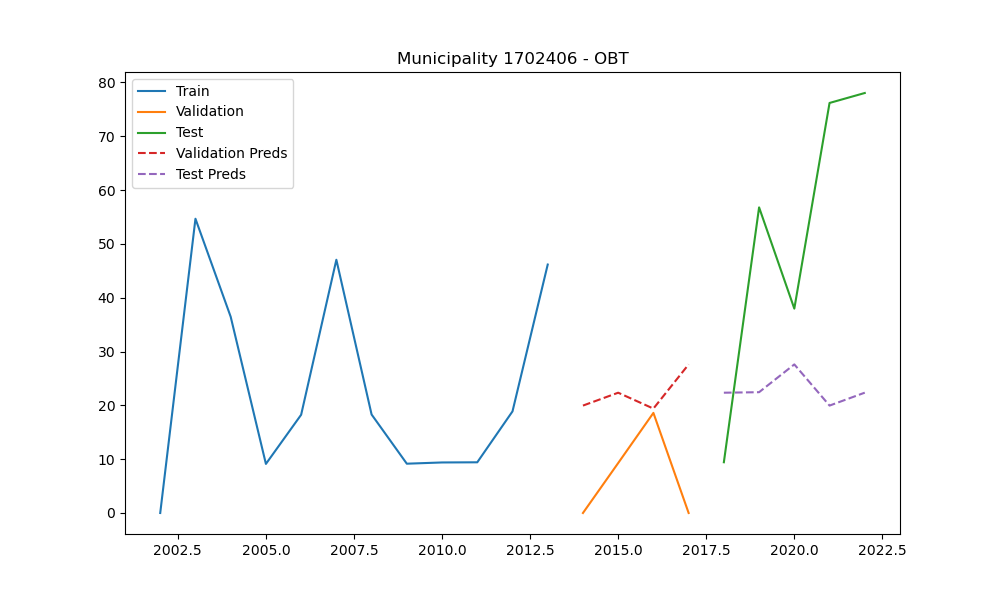 Municipality 1702406 - OBT
Train
Validation
Test
Validation Preds
Test Preds
80
70
60
50
40
30
20
10
0
2002.5 2005.0 2007.5 2010.0 2012.5 2015.0 2017.5 2020.0 2022.5